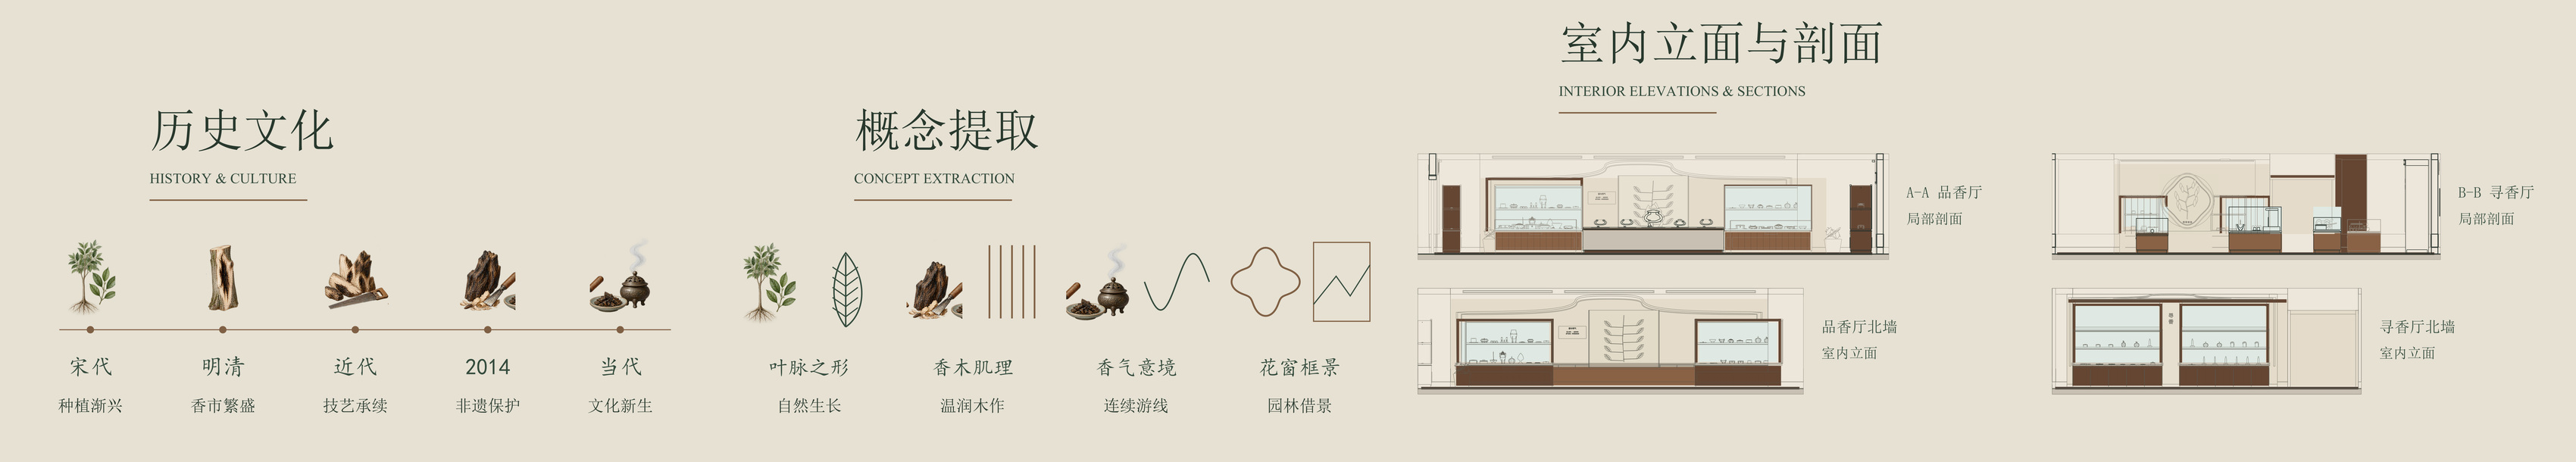 历史文化
HISTORY & CULTURE
宋代
种植渐兴
明清
香市繁盛
近代
技艺承续
2014
非遗保护
当代
文化新生
概念提取
CONCEPT EXTRACTION
叶脉之形
自然生长
香木肌理
温润木作
香气意境
连续游线
花窗框景
园林借景
室内立面与剖面
INTERIOR ELEVATIONS & SECTIONS
A-A 品香厅
局部剖面
B-B 寻香厅
局部剖面
品香厅北墙
室内立面
寻香厅北墙
室内立面